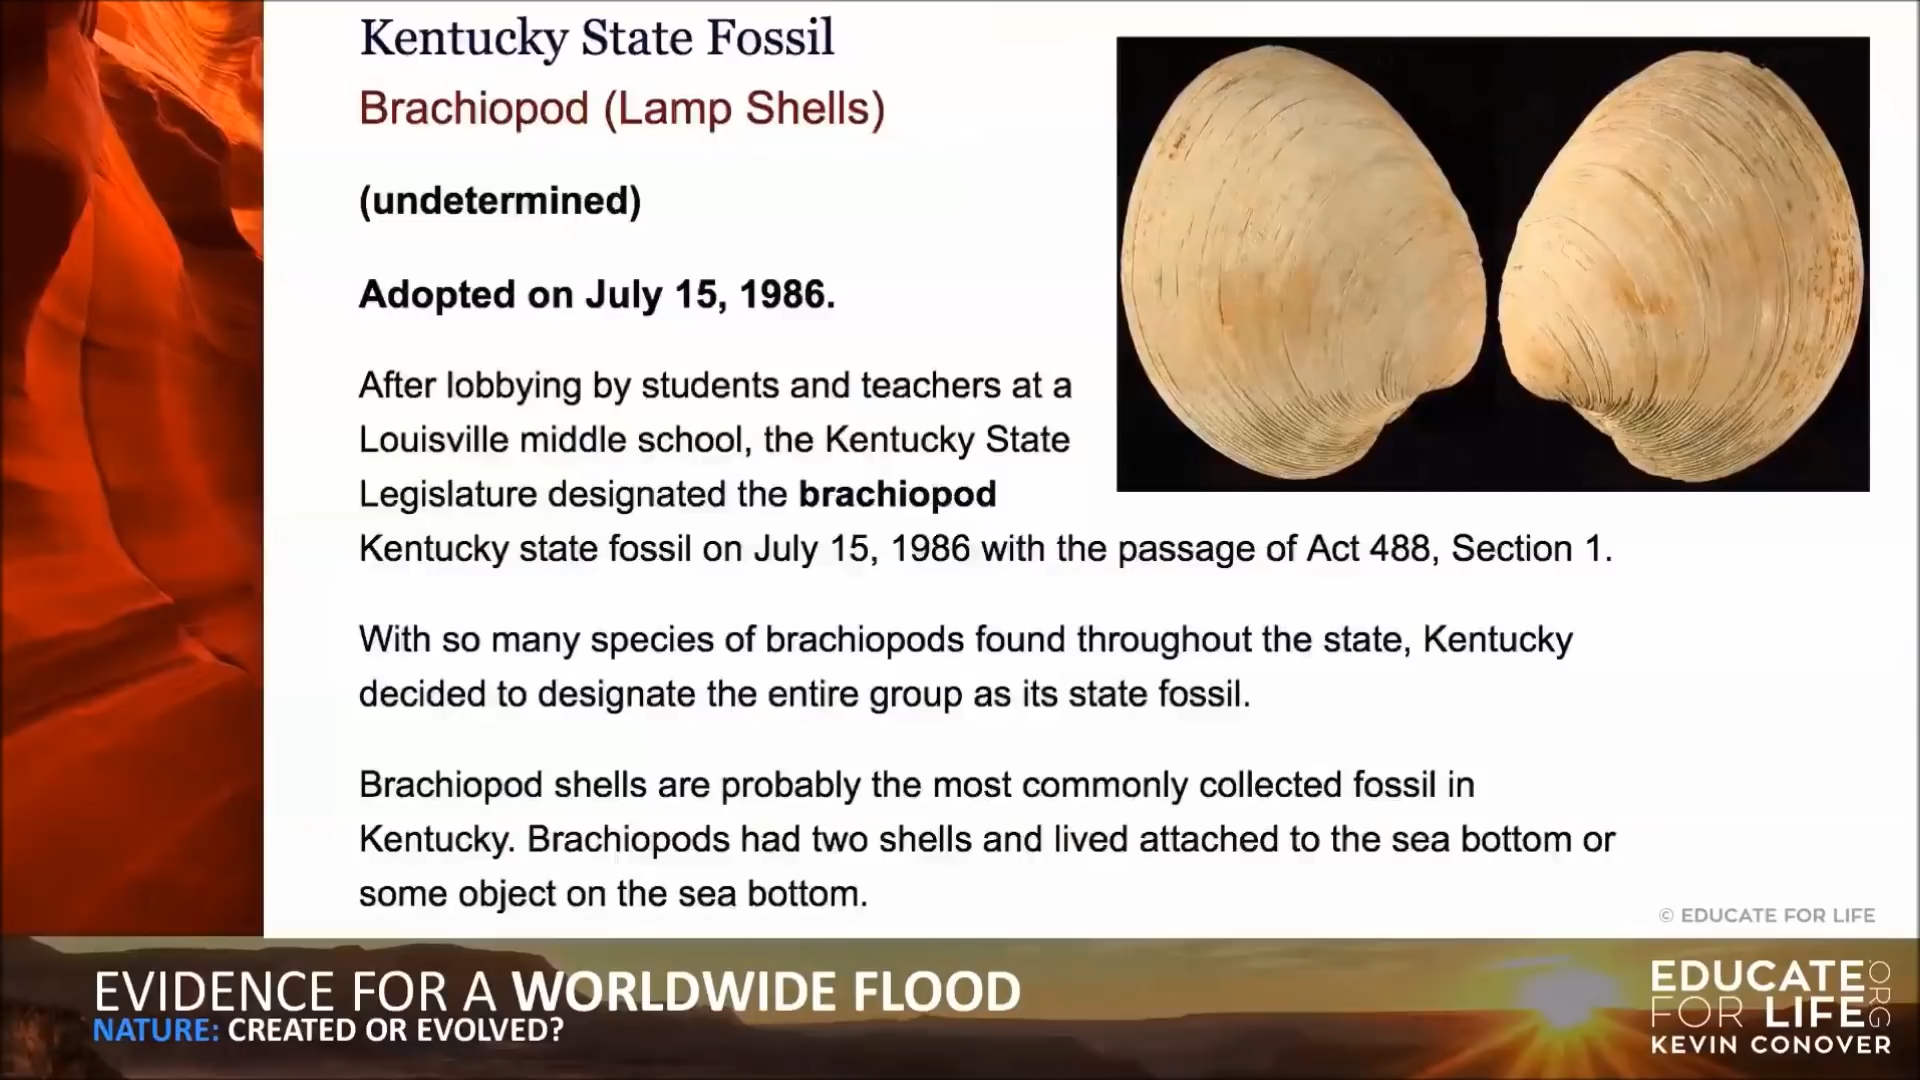 Kentucky State Fossil
Brachiopod (Lamp Shells)
(undetermined)
Adopted on July 15, 1986.
After lobbying by students and teachers at a
Louisville middle school, the Kentucky State
Legislature designated the brachiopod
Kentucky state fossil on July 15, 1986 with the passage of Act 488, Section 1.
With so many species of brachiopods found throughout the state, Kentucky
decided to designate the entire group as its state fossil.
Brachiopod shells are probably the most commonly collected fossil in
Kentucky. Brachiopods had two shells and lived attached to the sea bottom or
some object on the sea bottom.
© EDUCATE FOR LIFE
EVIDENCE FOR A WORLDWIDE FLOOD
NATURE: CREATED OR EVOLVED?
EDUCATE
FOR LIFE
.ORG
KEVIN CONOVER